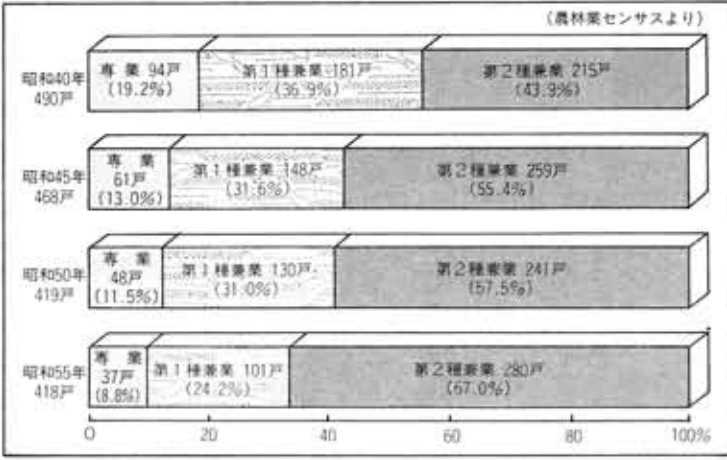 (農林業センサスより)
昭和40年
490戸
専業 94戸
(19.2%)
第1種兼業 181戸
(36.9%)
第2種兼業 215戸
(43.9%)
昭和45年
468戸
専業
61戸
(13.0%)
第1種兼業 148戸
(31.6%)
第2種兼業 259戸
(55.4%)
昭和50年
419戸
専業
48戸
(11.5%)
第1種兼業 130戸
(31.0%)
第2種兼業 241戸
(57.5%)
昭和55年
418戸
専業
37戸
(8.8%)
第1種兼業 101戸
(24.2%)
第2種兼業 280戸
(67.0%)
0 20 40 60 80 100%